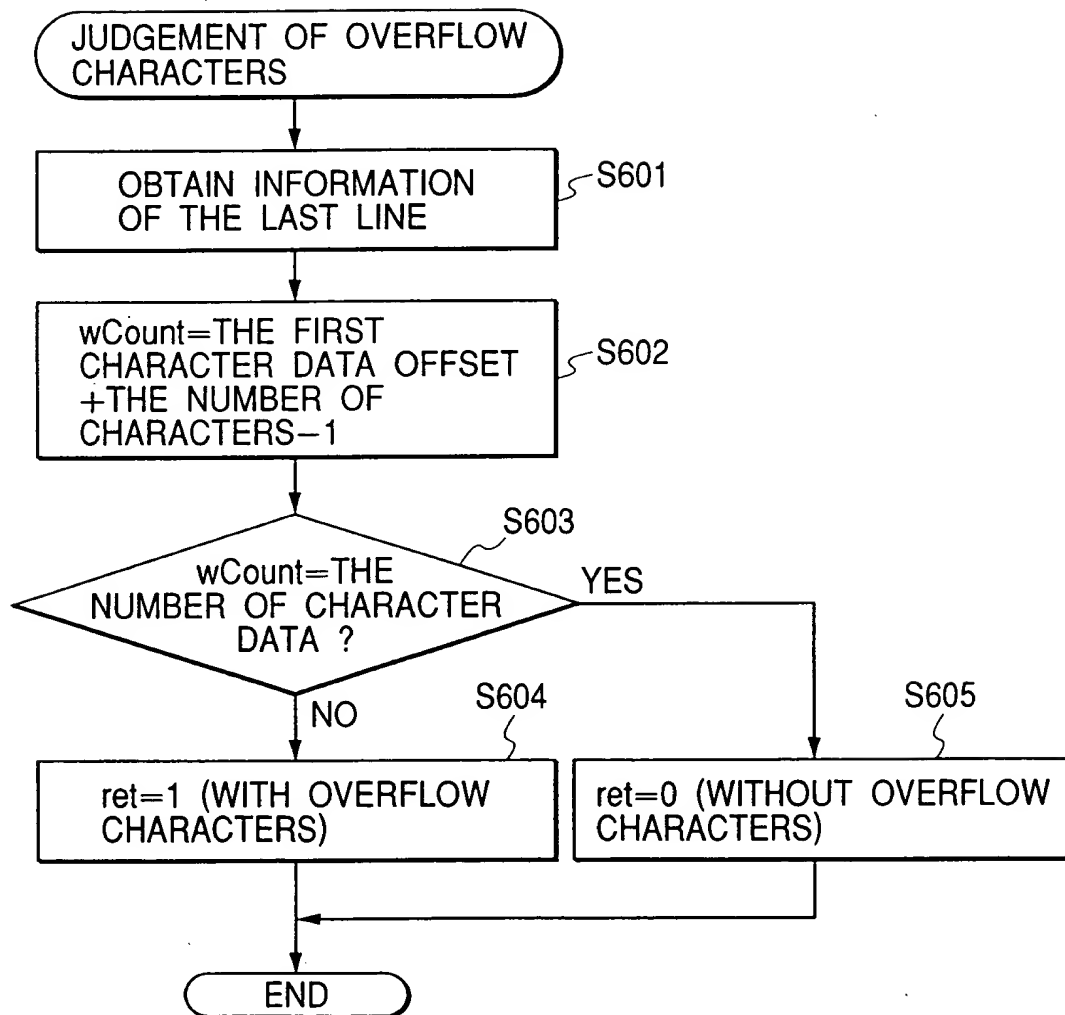 JUDGEMENT OF OVERFLOW
CHARACTERS
OBTAIN INFORMATION
OF THE LAST LINE
S601
wCount=THE FIRST
CHARACTER DATA OFFSET
+THE NUMBER OF
CHARACTERS−1
S602
S603
wCount=THE
NUMBER OF CHARACTER
DATA ?
YES
NO
S604
ret=1 (WITH OVERFLOW
CHARACTERS)
S605
ret=0 (WITHOUT OVERFLOW
CHARACTERS)
END